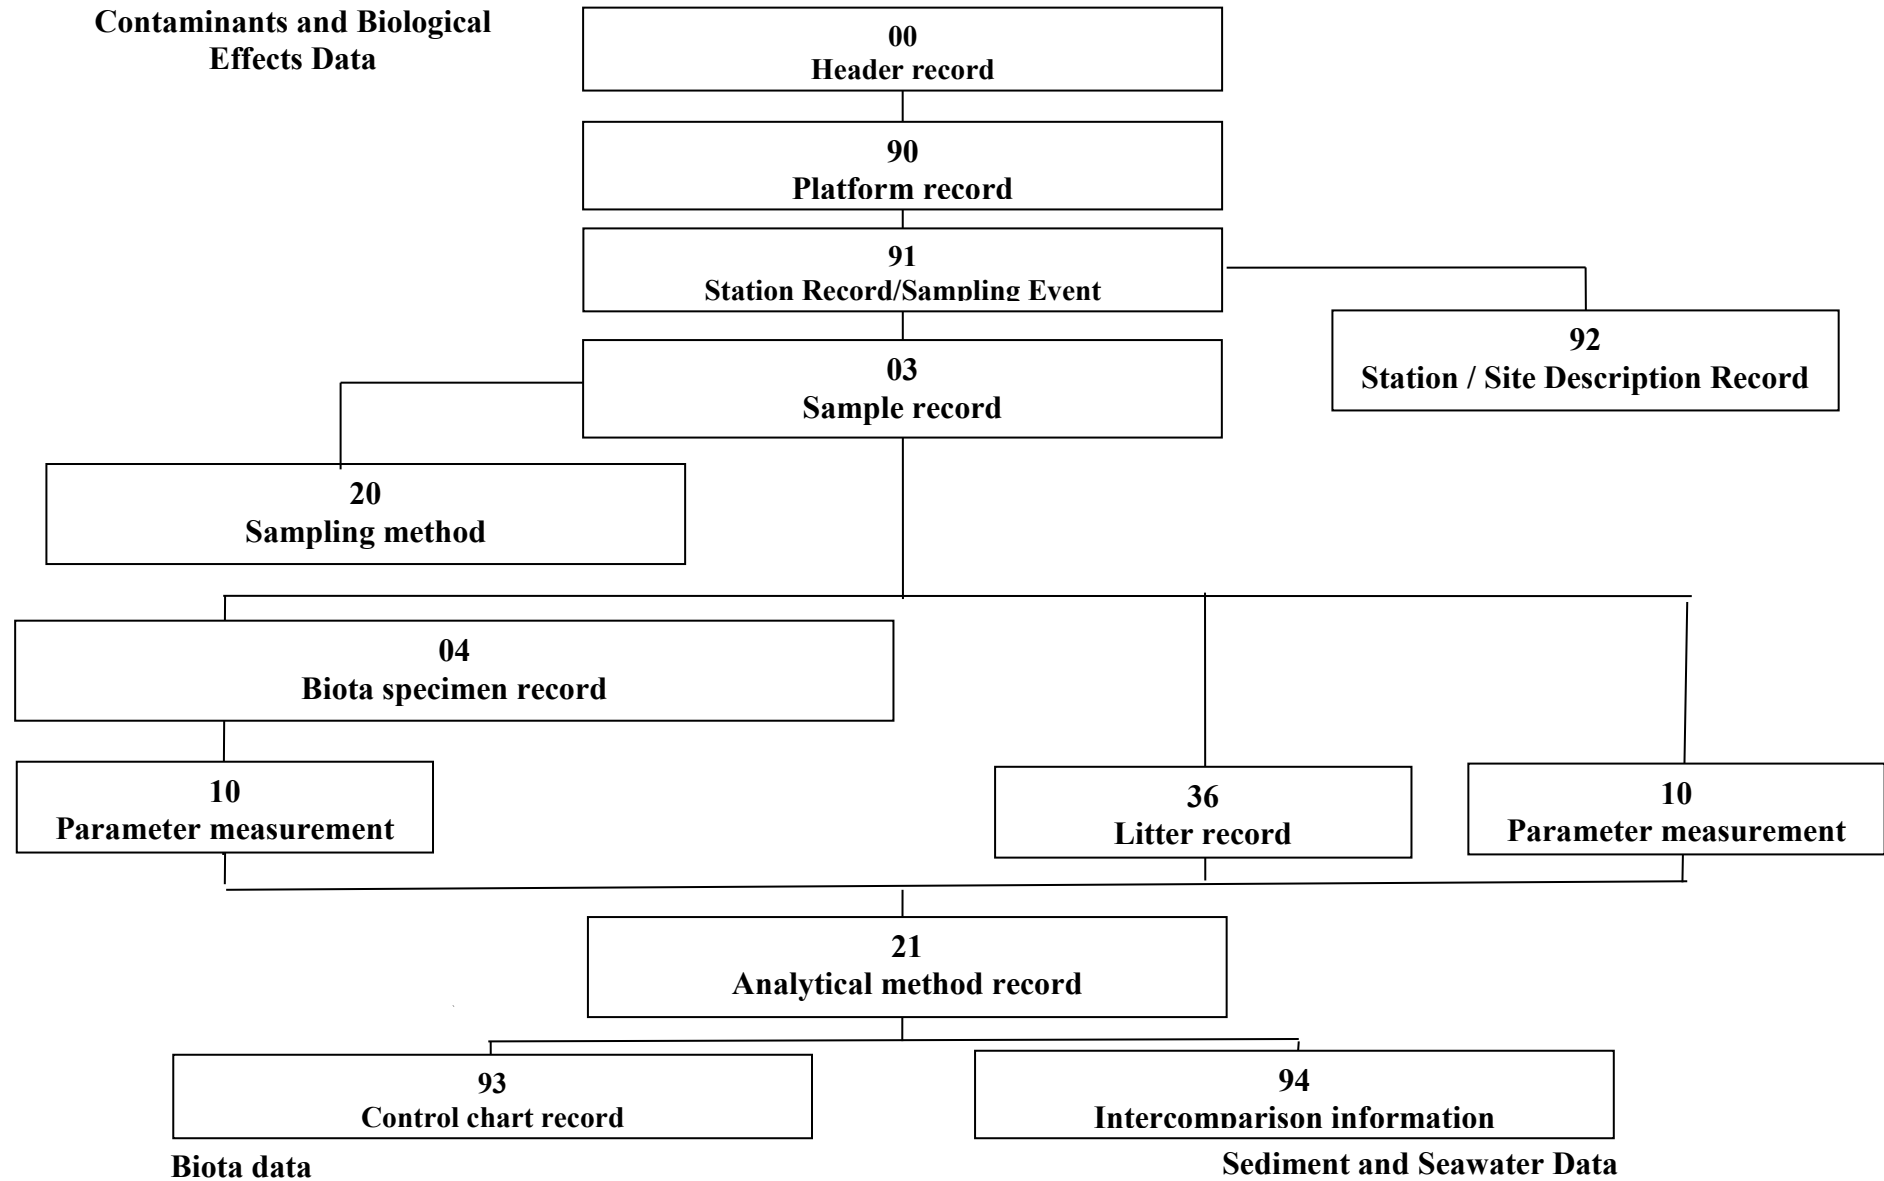 Contaminants and Biological
Effects Data
00
Header record
90
Platform record
91
Station Record/Sampling Event
92
Station / Site Description Record
03
Sample record
20
Sampling method
04
Biota specimen record
10
Parameter measurement
36
Litter record
10
Parameter measurement
21
Analytical method record
93
Control chart record
94
Intercomparison information
Biota data
Sediment and Seawater Data